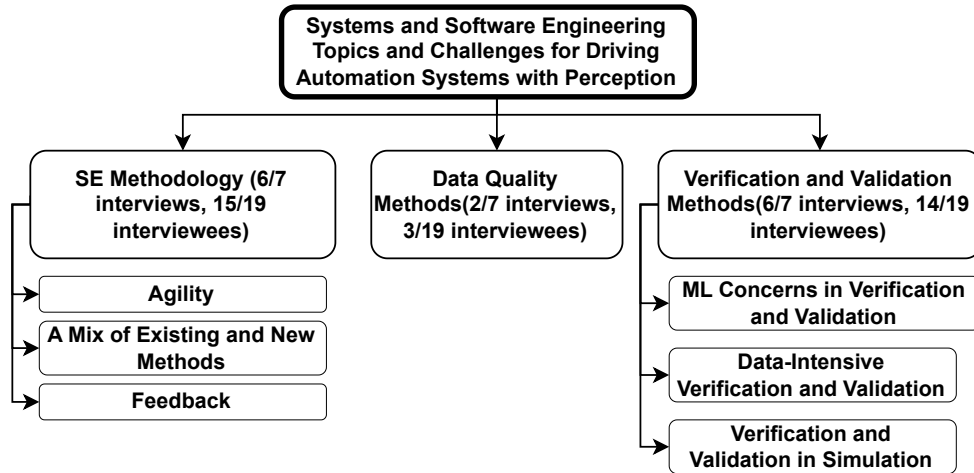 Systems and Software Engineering
Topics and Challenges for Driving
Automation Systems with Perception
SE Methodology (6/7
interviews, 15/19
interviewees)
Agility
A Mix of Existing and New
Methods
Feedback
Data Quality
Methods(2/7 interviews,
3/19 interviewees)
Verification and Validation
Methods(6/7 interviews, 14/19
interviewees)
ML Concerns in Verification
and Validation
Data-Intensive
Verification and Validation
Verification and
Validation in Simulation